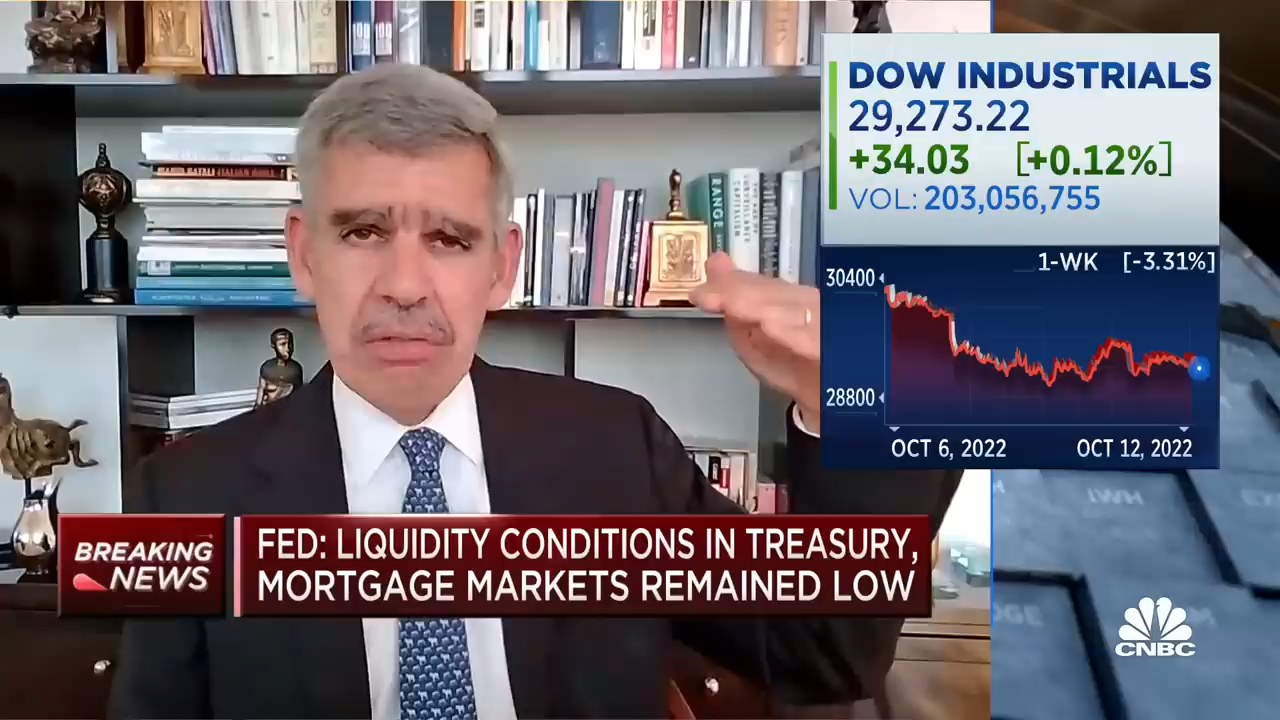 DOW INDUSTRIALS
29,273.22
+34.03 [+0.12%]
VOL: 203,056,755
1-WK [-3.31%]
30400
28800
OCT 6, 2022 OCT 12, 2022
RANGE
BREAKING
NEWS
FED: LIQUIDITY CONDITIONS IN TREASURY,
MORTGAGE MARKETS REMAINED LOW
CNBC